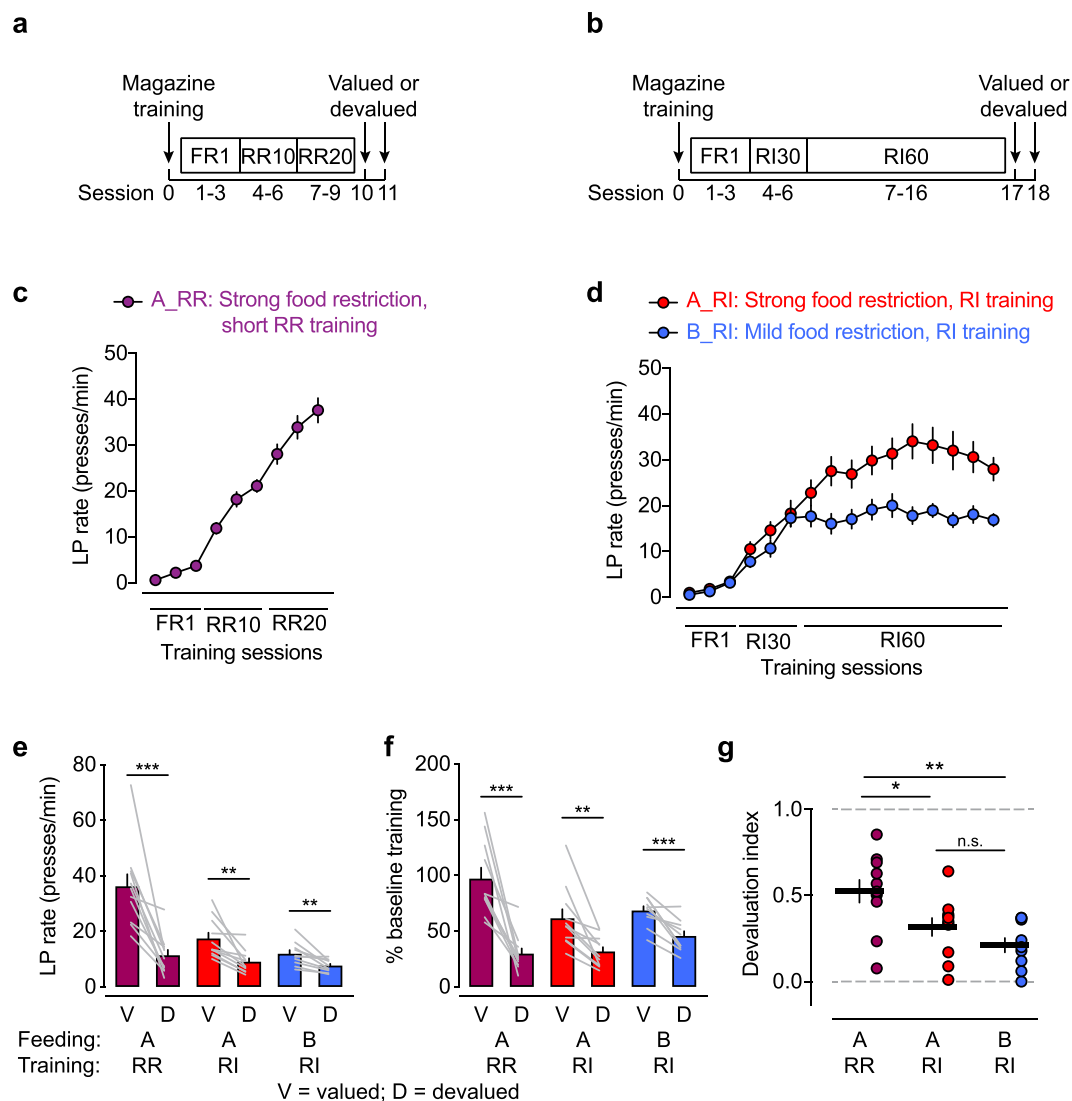 a
Magazine
training
Valued or
devalued
FR1 RR10 RR20
Session 0 1-3 4-6 7-9 10 11
b
Magazine
training
Valued or
devalued
FR1 RI30 RI60
Session 0 1-3 4-6 7-16 17 18
c
A_RR: Strong food restriction,
short RR training
50
40
30
20
10
0
LP rate (presses/min)
FR1 RR10 RR20
Training sessions
d
A_RI: Strong food restriction, RI training
B_RI: Mild food restriction, RI training
50
40
30
20
10
0
LP rate (presses/min)
FR1 RI30 RI60
Training sessions
e
80
60
40
20
0
LP rate (presses/min)
*** ** **
V D V D V D
Feeding: A A B
Training: RR RI RI
f
200
150
100
50
0
% baseline training
*** ** ***
V D V D V D
A A B
RR RI RI
V = valued; D = devalued
g
**
*
n.s.
1.0
0.5
0.0
Devaluation index
A A B
RR RI RI